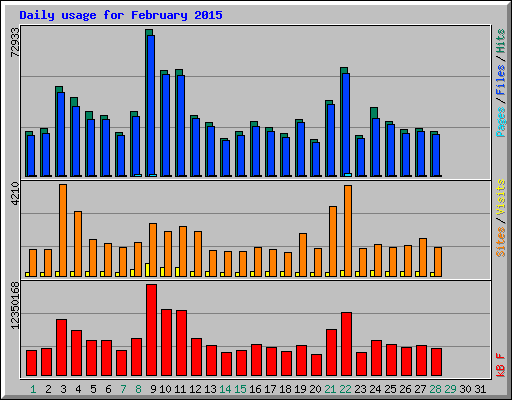 Daily usage for February 2015
72933
Pages / Files / Hits
4210
Sites / Visits
12350168
kB F
1 2 3 4 5 6 7 8 9 10 11 12 13 14 15 16 17 18 19 20 21 22 23 24 25 26 27 28 29 30 31